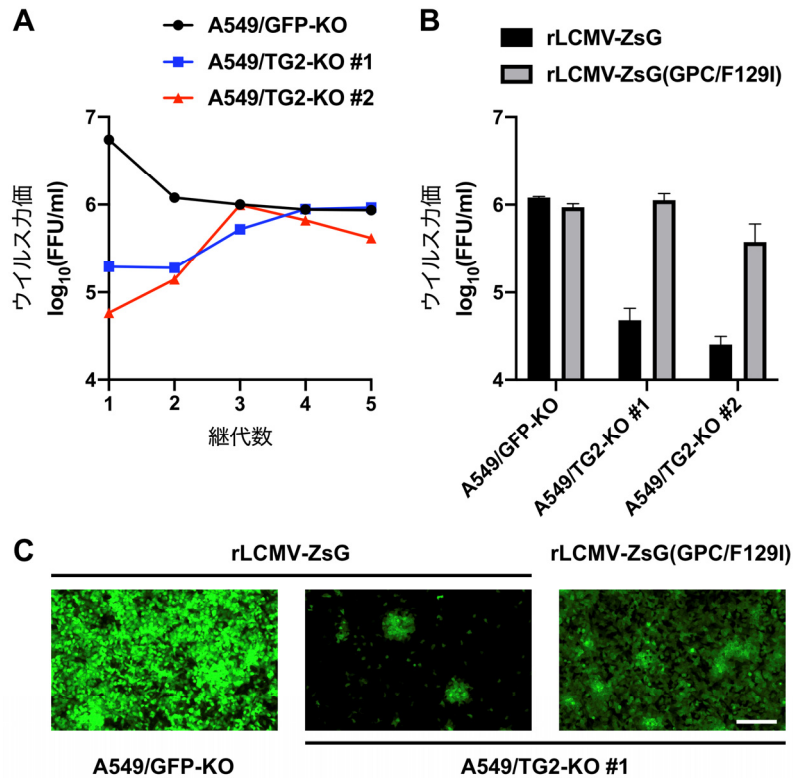 A
A549/GFP-KO
A549/TG2-KO #1
A549/TG2-KO #2
ウイルス力価
log10(FFU/ml)
7
6
5
4
1 2 3 4 5
継代数
B
rLCMV-ZsG
rLCMV-ZsG(GPC/F129I)
ウイルス力価
log10(FFU/ml)
7
6
5
4
A549/GFP-KO
A549/TG2-KO #1
A549/TG2-KO #2
C
rLCMV-ZsG
rLCMV-ZsG(GPC/F129I)
A549/GFP-KO
A549/TG2-KO #1